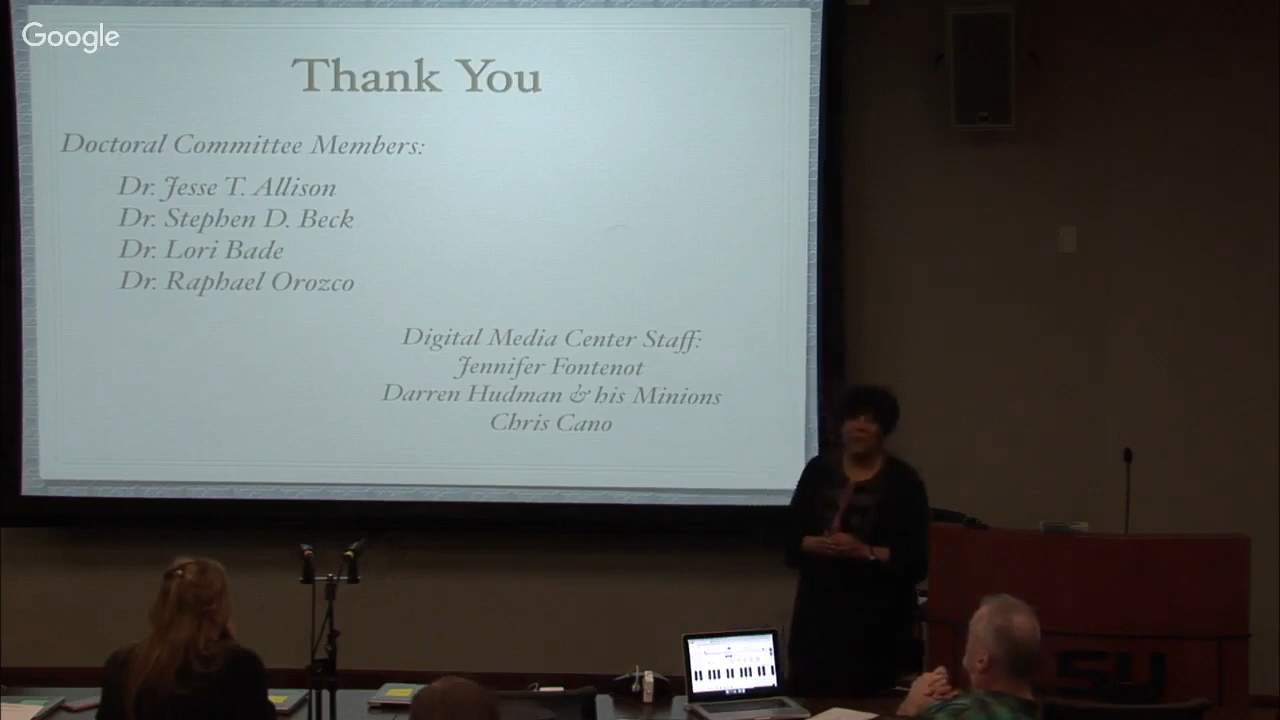 Google
Thank You
Doctoral Committee Members:
Dr. Jesse T. Allison
Dr. Stephen D. Beck
Dr. Lori Bade
Dr. Raphael Orozco
Digital Media Center Staff:
Jennifer Fontenot
Darren Hudman & his Minions
Chris Cano